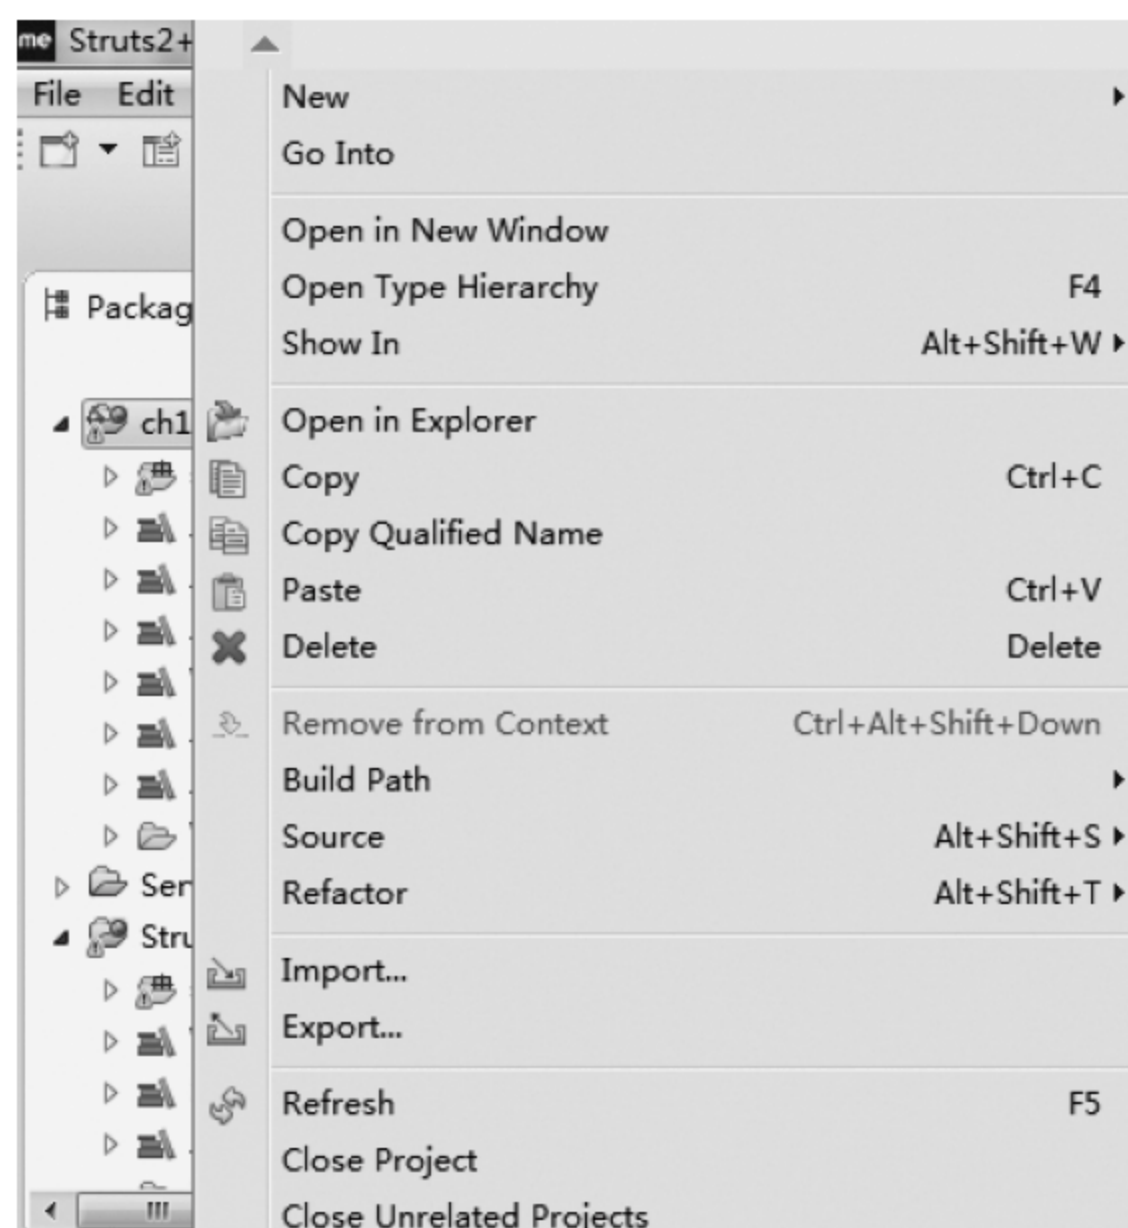 me Struts2+
File Edit
New
Go Into
Open in New Window
Open Type Hierarchy F4
Packag
Show In Alt+Shift+W
ch1
Open in Explorer
Copy Ctrl+C
Copy Qualified Name
Paste Ctrl+V
Delete Delete
Remove from Context Ctrl+Alt+Shift+Down
Build Path
Source Alt+Shift+S
Ser
Refactor Alt+Shift+T
Stru
Import...
Export...
Refresh F5
Close Project
Close Unrelated Projects